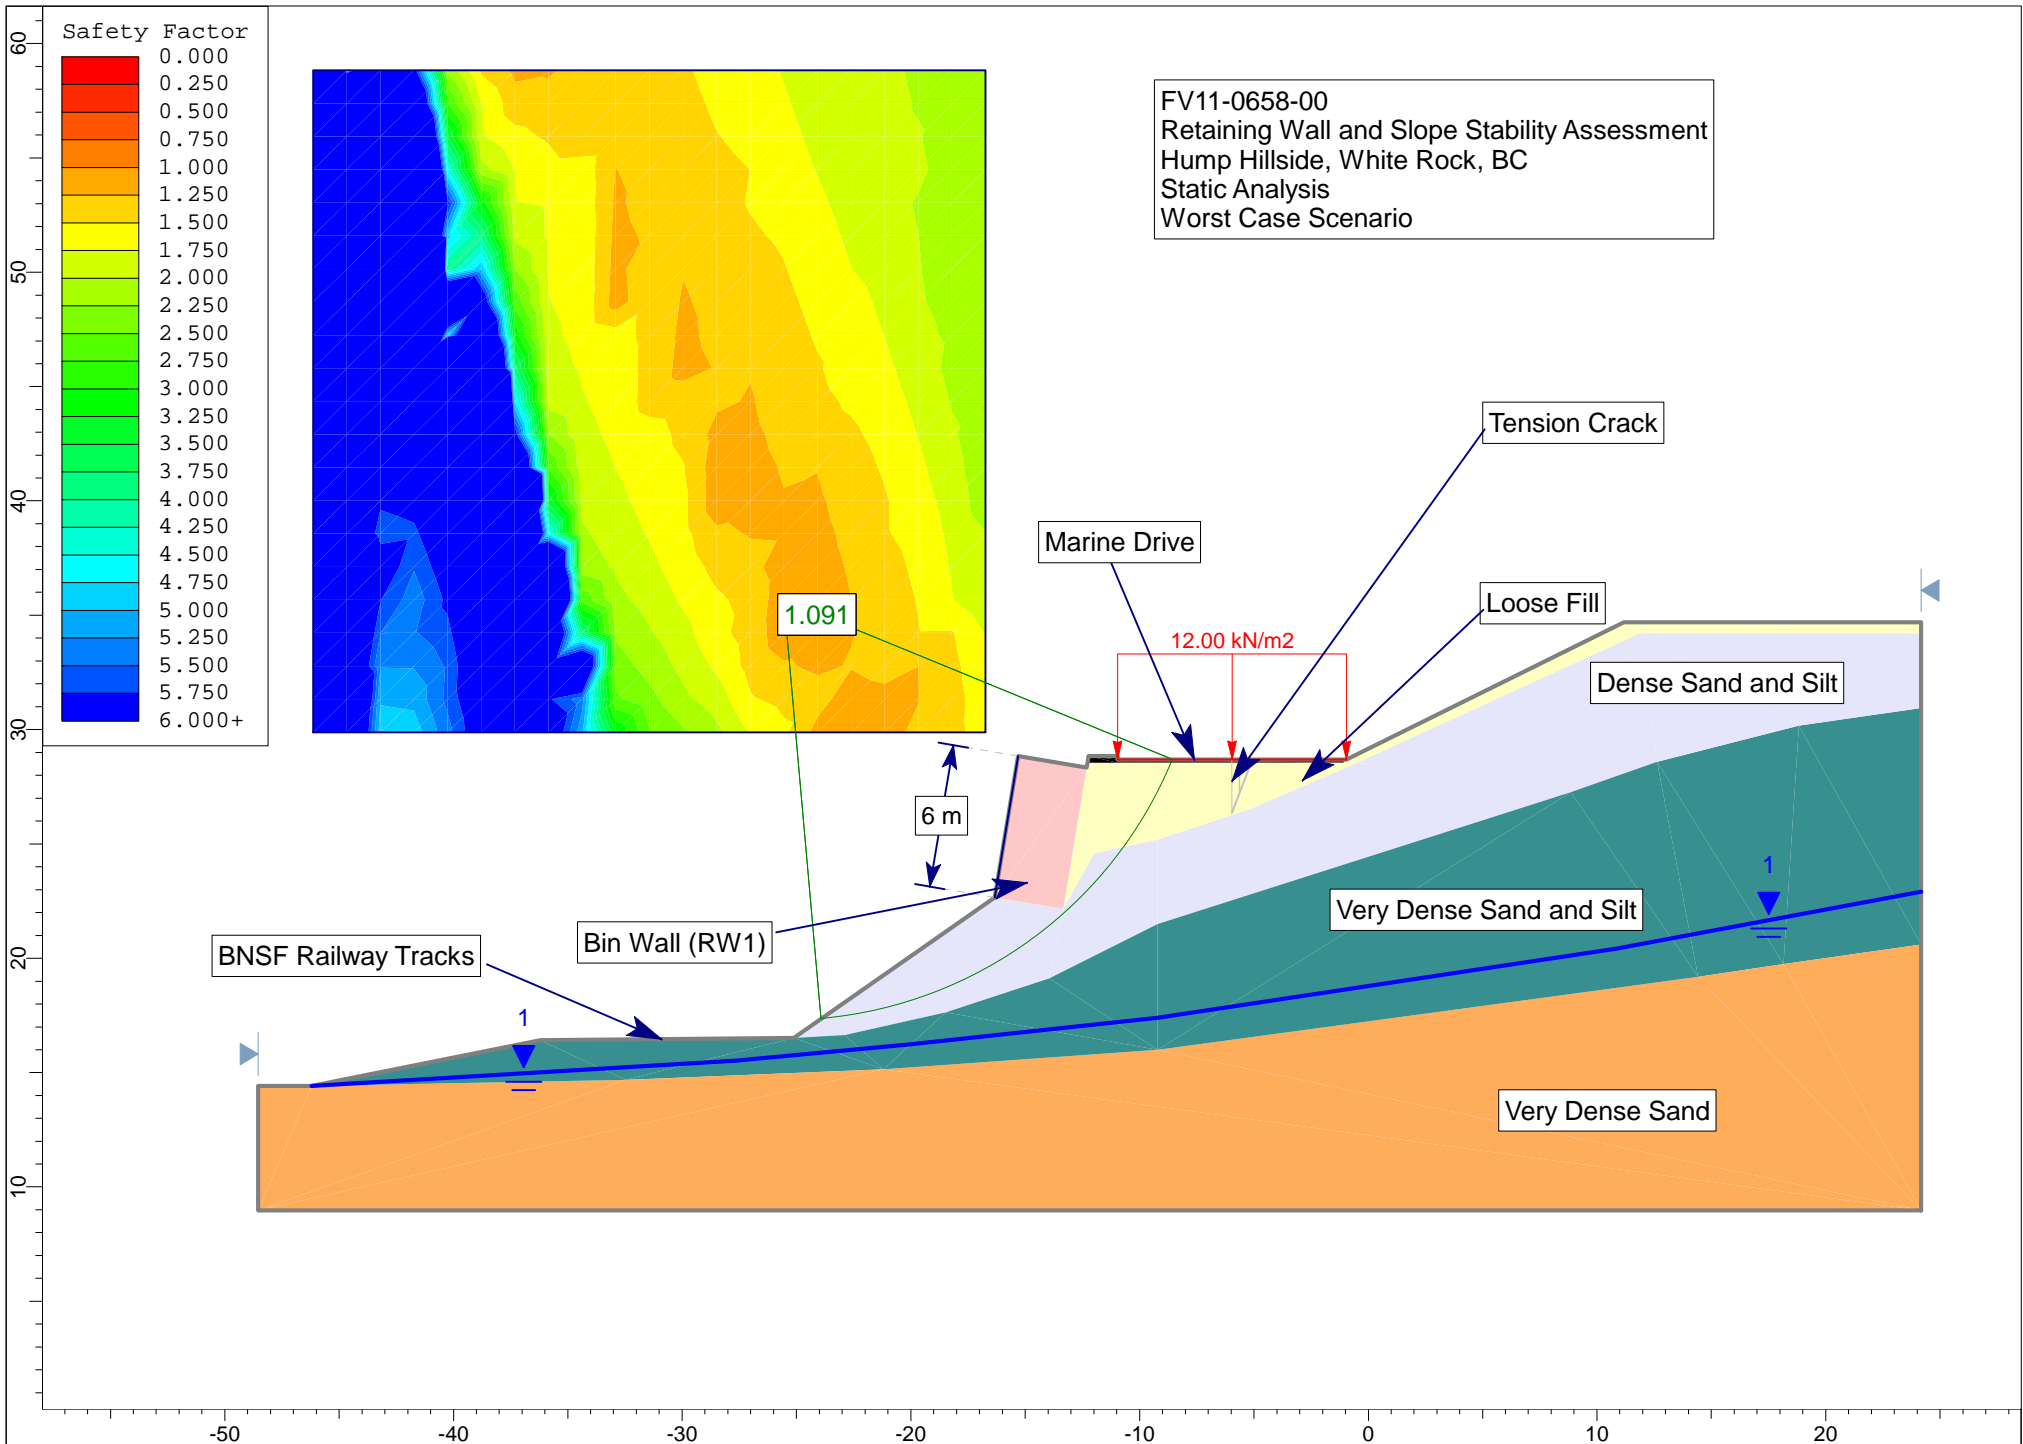 Safety Factor
0.000
0.250
0.500
0.750
1.000
1.250
1.500
1.750
2.000
2.250
2.500
2.750
3.000
3.250
3.500
3.750
4.000
4.250
4.500
4.750
5.000
5.250
5.500
5.750
6.000+
FV11-0658-00
Retaining Wall and Slope Stability Assessment
Hump Hillside, White Rock, BC
Static Analysis
Worst Case Scenario
Tension Crack
Marine Drive
Loose Fill
1.091
12.00 kN/m2
Dense Sand and Silt
6 m
1
Very Dense Sand and Silt
Bin Wall (RW1)
BNSF Railway Tracks
1
Very Dense Sand
60
50
40
30
20
10
-50
-40
-30
-20
-10
0
10
20